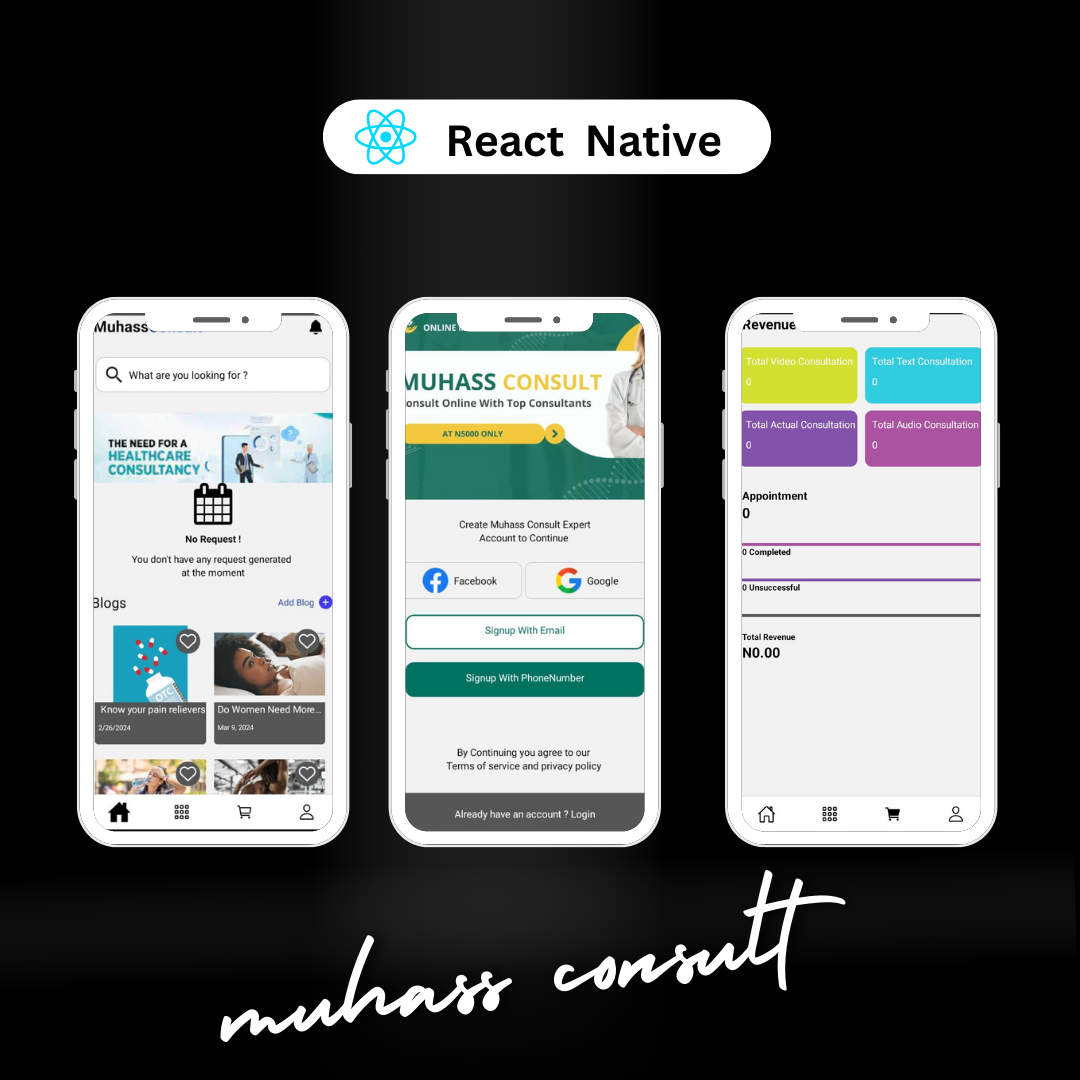 React Native
Muhass
What are you looking for ?
THE NEED FOR A
HEALTHCARE
CONSULTANCY
No Request !
You don't have any request generated
at the moment
Blogs
Add Blog
OTC
Know your pain relievers
2/26/2024
Do Women Need More...
Mar 9, 2024
ONLINE
MUHASS CONSULT
onsult Online With Top Consultants
AT N5000 ONLY
Create Muhass Consult Expert
Account to Continue
Facebook
Google
Signup With Email
Signup With PhoneNumber
By Continuing you agree to our
Terms of service and privacy policy
Already have an account ? Login
Revenue
Total Video Consultation
0
Total Text Consultation
0
Total Actual Consultation
0
Total Audio Consultation
0
Appointment
0
0 Completed
0 Unsuccessful
Total Revenue
N0.00
muhass consult